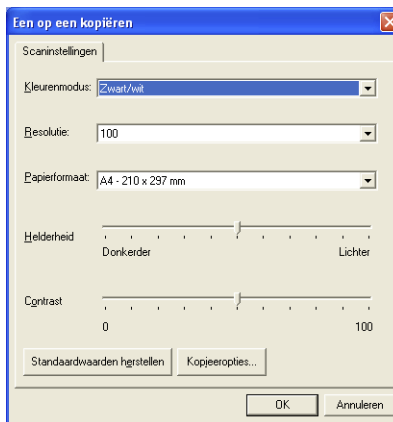 Een op een kopiëren
Scaninstellingen
Kleurenmodus: Zwart/wit
Resolutie: 100
Papierformaat: A4 - 210 x 297 mm
Helderheid
Donkerder Lichter
Contrast
0 100
Standaardwaarden herstellen Kopjeeropties...
OK Annuleren